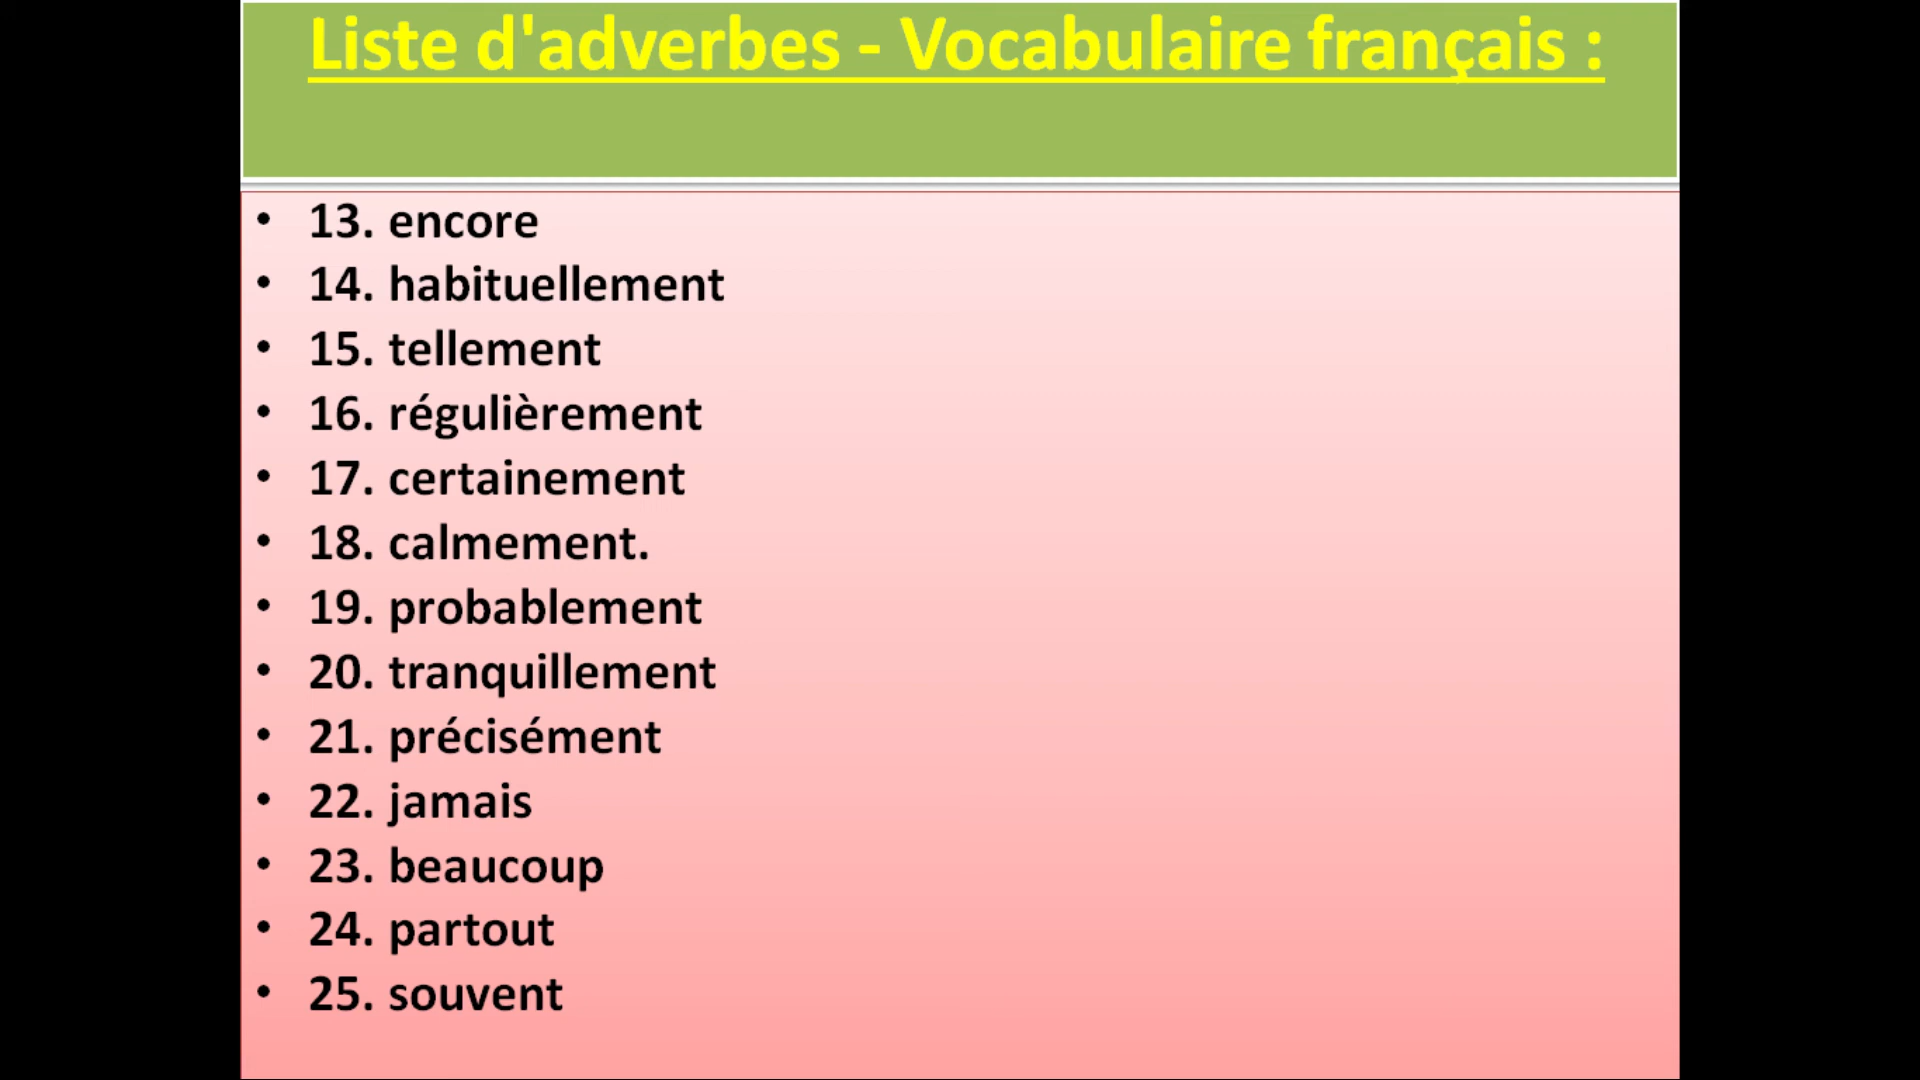 Liste d'adverbes - Vocabulaire français :
• 13. encore
• 14. habituellement
• 15. tellement
• 16. régulièrement
• 17. certainement
• 18. calmement.
• 19. probablement
• 20. tranquillement
• 21. précisément
• 22. jamais
• 23. beaucoup
• 24. partout
• 25. souvent